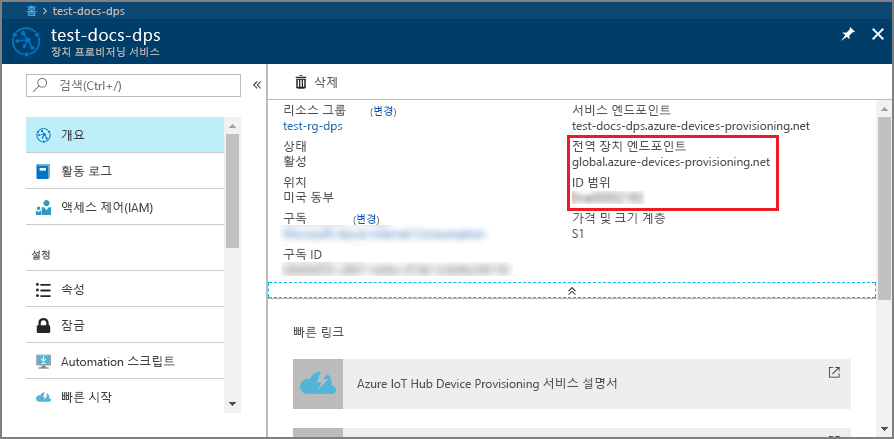 홈 > test-docs-dps
test-docs-dps
장치 프로비저닝 서비스
검색(Ctrl+/)
개요
활동 로그
액세스 제어(IAM)
설정
속성
잠금
Automation 스크립트
빠른 시작
삭제
리소스 그룹 (변경)
test-rg-dps
상태
활성
위치
미국 동부
구독 (변경)
구독 ID
서비스 엔드포인트
test-docs-dps.azure-devices-provisioning.net
전역 장치 엔드포인트
global.azure-devices-provisioning.net
ID 범위
가격 및 크기 계층
S1
빠른 링크
Azure IoT Hub Device Provisioning 서비스 설명서